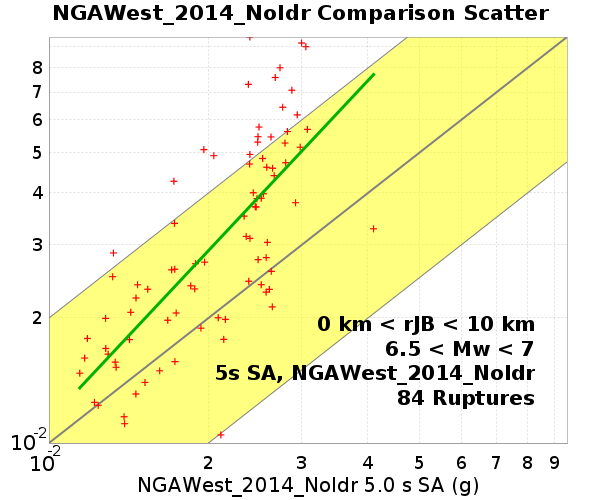 NGAWest_2014_NoIdr Comparison Scatter
8
7
6
5
4
3
2
10-2
0 km < rJB < 10 km
6.5 < Mw < 7
5s SA, NGAWest_2014_NoIdr
84 Ruptures
10-2 2 3 4 5 6 7 8 9
NGAWest_2014_NoIdr 5.0 s SA (g)